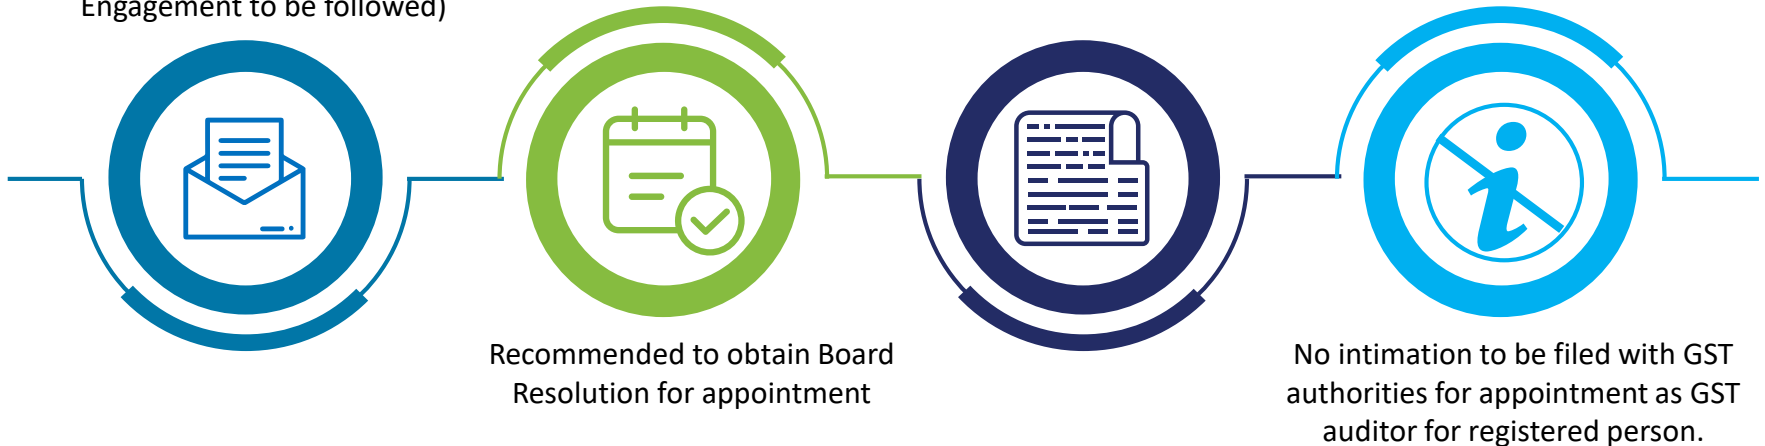 Engagement to be followed)
Recommended to obtain Board
Resolution for appointment
No intimation to be filed with GST
authorities for appointment as GST
auditor for registered person.